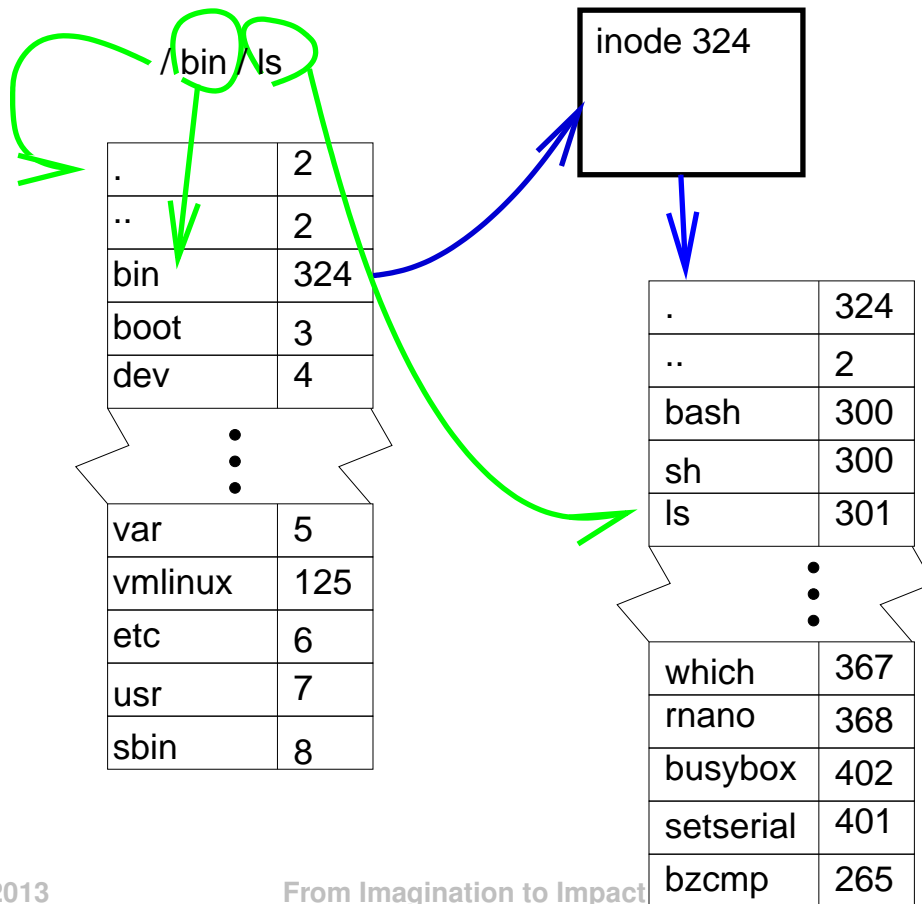 / bin / ls
inode 324
. 2
.. 2
bin 324
boot 3
dev 4
var 5
vmlinux 125
etc 6
usr 7
sbin 8
. 324
.. 2
bash 300
sh 300
ls 301
which 367
rnano 368
busybox 402
setserial 401
bzcmp 265
2013 From Imagination to Impact